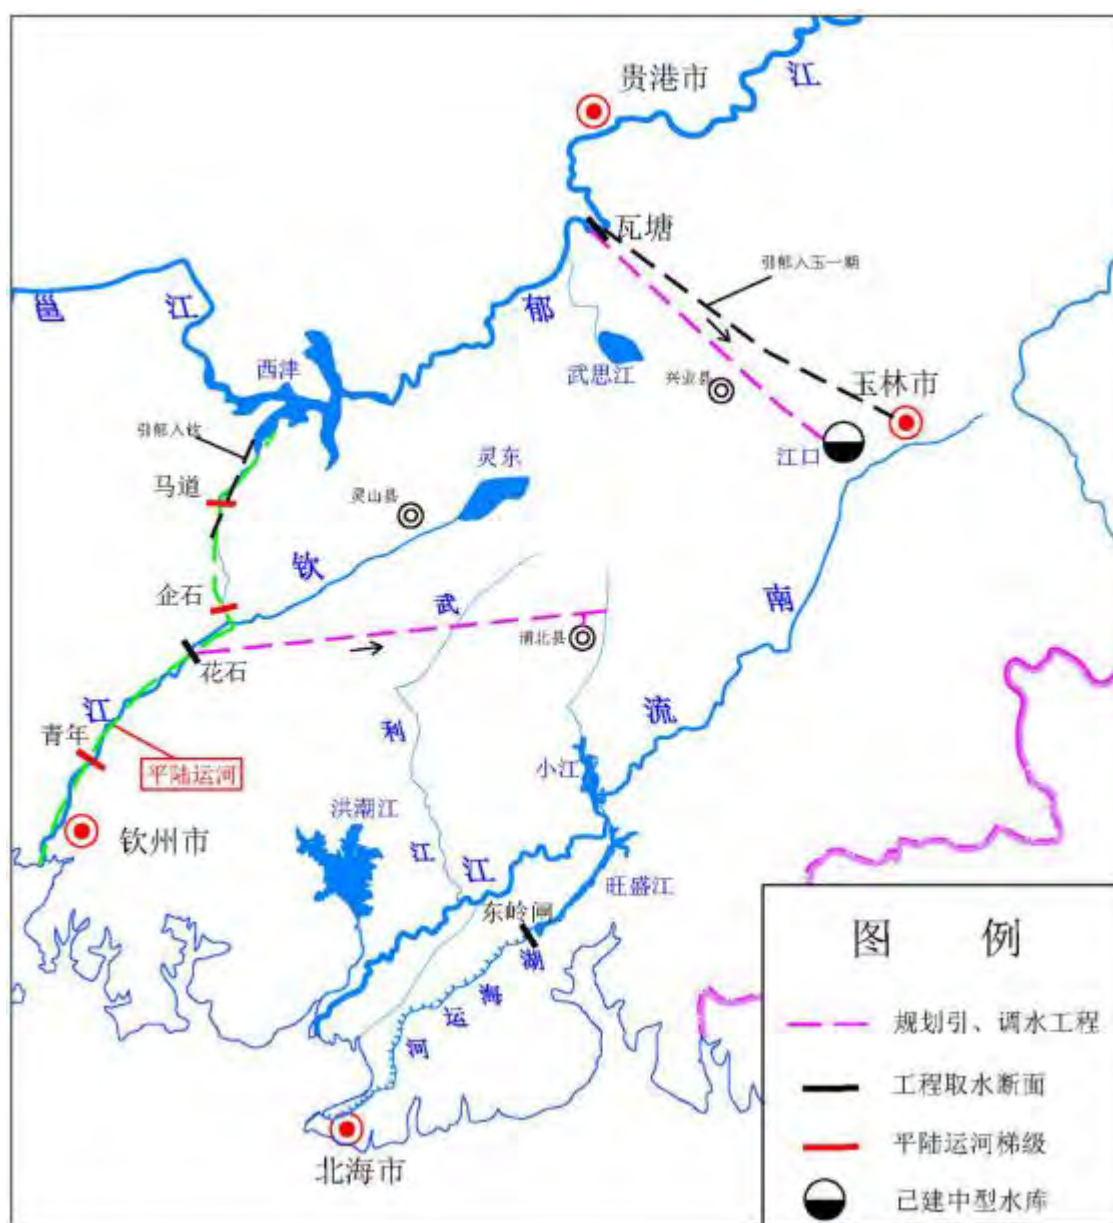 贵港市
江
瓦塘
引郁入玉一期
邕
江
郁
西津
武思江
兴业县
玉林市
引郁入钦
江口
马道
灵东
灵山县
钦
企石
武
南
浦北县
花石
江
流
青年
利
平陆运河
小江
洪潮江
钦州市
江
江
旺盛江
东岭闸
湖
海
运
河
北海市
图 例
规划引、调水工程
工程取水断面
平陆运河梯级
已建中型水库